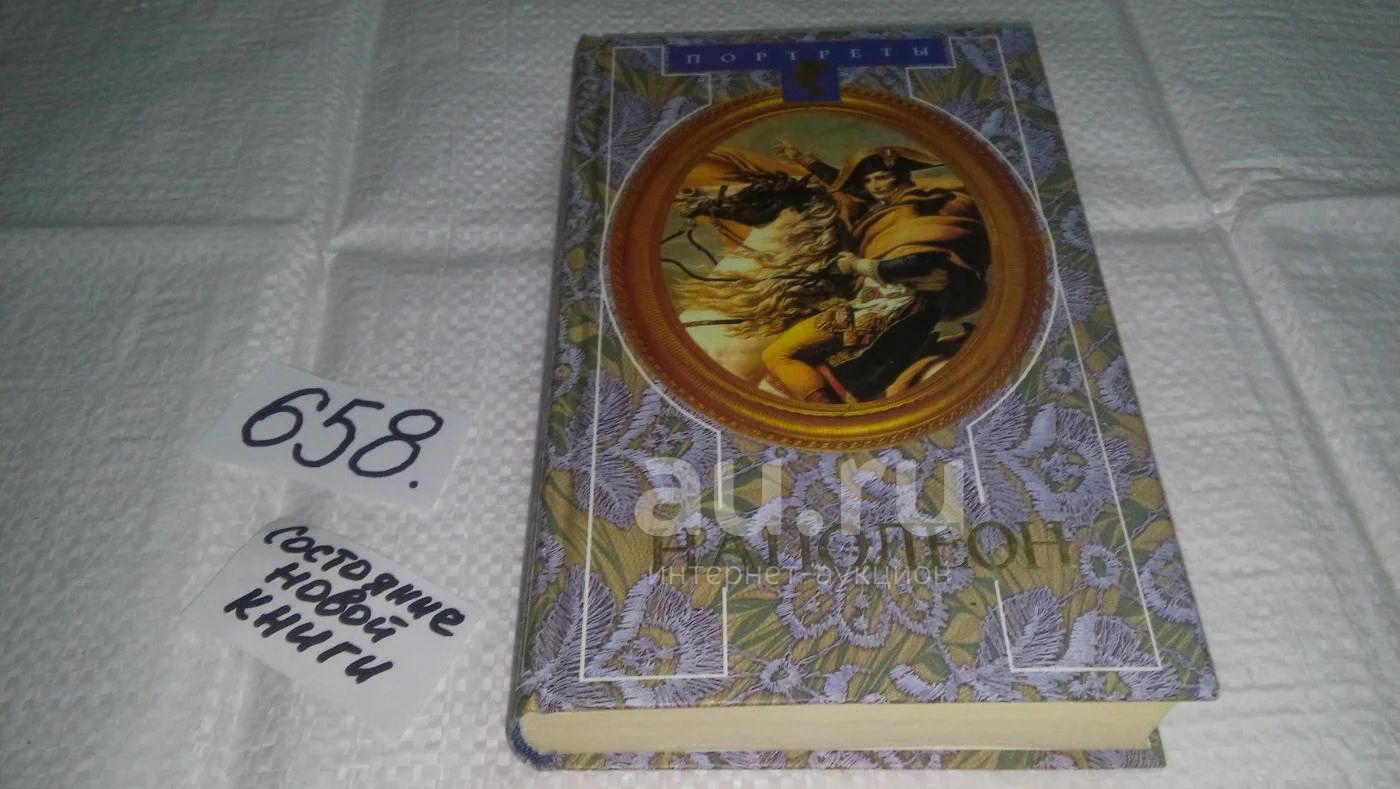 ПОРТРЕТЫ
658.
состояние
новой
книги
au.ru
НАПОЛЕОН
интернет-аукцион